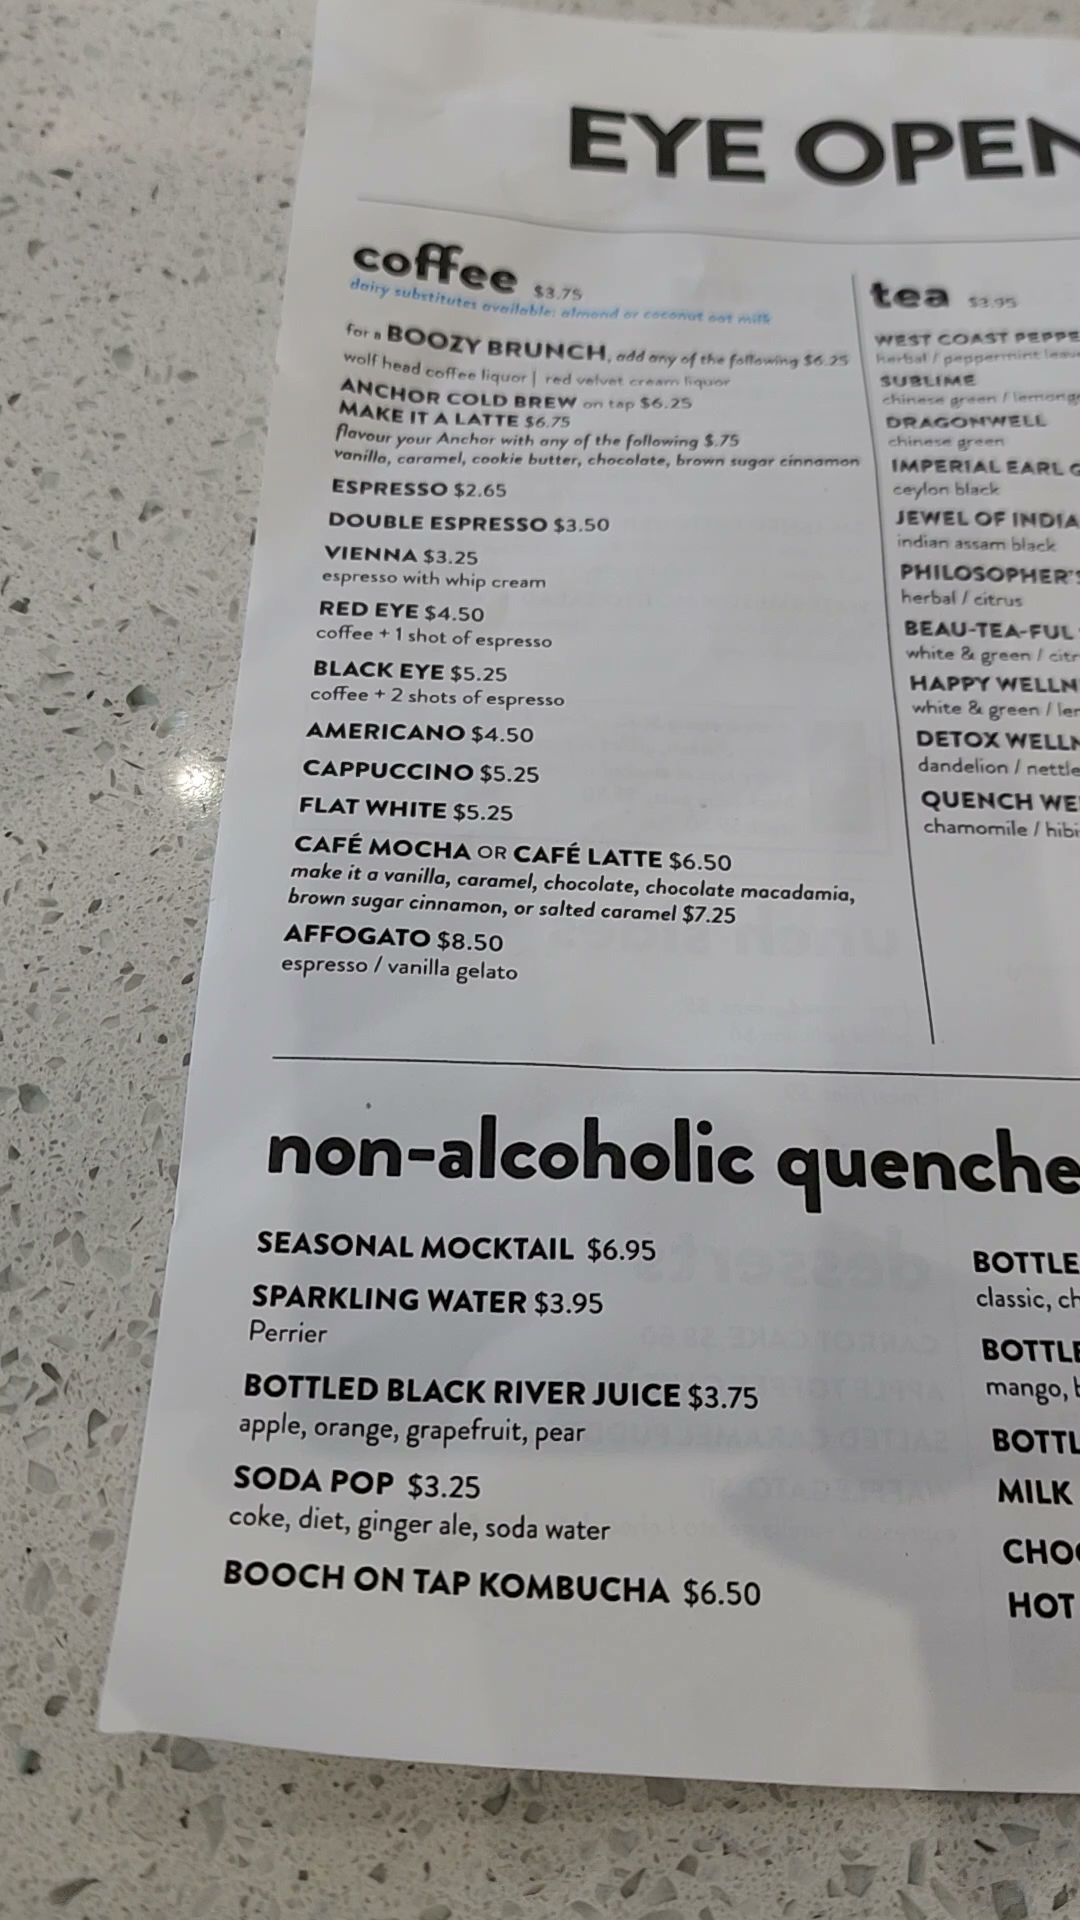 EYE OPEN
coffee $3.75
dairy substitutes available: almond or coconut oat milk
for a BOOZY BRUNCH, add any of the following $6.25
wolf head coffee liquor | red velvet cream liquor
ANCHOR COLD BREW on tap $6.25
MAKE IT A LATTE $6.75
flavour your Anchor with any of the following $.75
vanilla, caramel, cookie butter, chocolate, brown sugar cinnamon
ESPRESSO $2.65
DOUBLE ESPRESSO $3.50
VIENNA $3.25
espresso with whip cream
RED EYE $4.50
coffee + 1 shot of espresso
BLACK EYE $5.25
coffee + 2 shots of espresso
AMERICANO $4.50
CAPPUCCINO $5.25
FLAT WHITE $5.25
CAFÉ MOCHA OR CAFÉ LATTE $6.50
make it a vanilla, caramel, chocolate, chocolate macadamia,
brown sugar cinnamon, or salted caramel $7.25
AFFOGATO $8.50
espresso / vanilla gelato
tea $3.95
WEST COAST PEPPE
herbal / peppermint leav
SUBLIME
chinese green / lemong
DRAGONWELL
chinese green
IMPERIAL EARL G
ceylon black
JEWEL OF INDIA
indian assam black
PHILOSOPHER'S
herbal / citrus
BEAU-TEA-FUL
white & green / citr
HAPPY WELLN
white & green / ler
DETOX WELLN
dandelion / nettle
QUENCH WE
chamomile / hibi
non-alcoholic quenche
SEASONAL MOCKTAIL $6.95
SPARKLING WATER $3.95
Perrier
BOTTLED BLACK RIVER JUICE $3.75
apple, orange, grapefruit, pear
SODA POP $3.25
coke, diet, ginger ale, soda water
BOOCH ON TAP KOMBUCHA $6.50
BOTTLE
classic, ch
BOTTLE
mango, b
BOTTL
MILK
CHOC
HOT